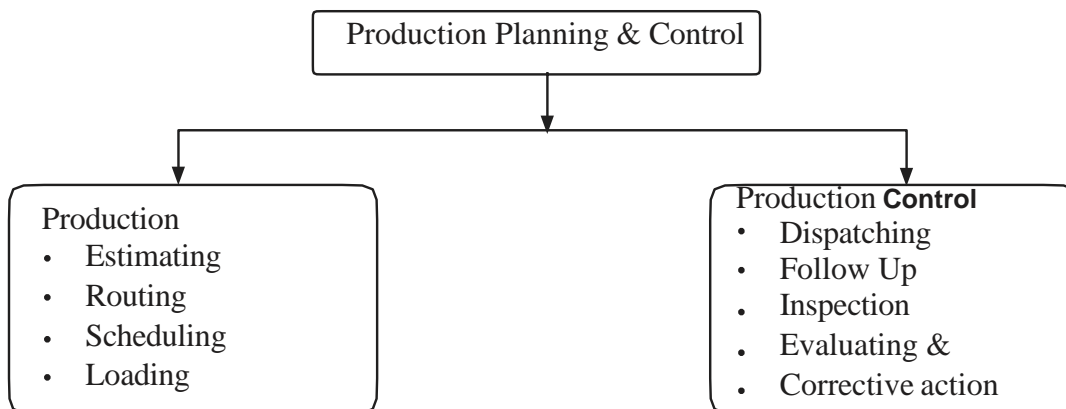 Production Planning & Control
Production
• Estimating
• Routing
• Scheduling
• Loading
Production Control
• Dispatching
• Follow Up
• Inspection
• Evaluating &
• Corrective action